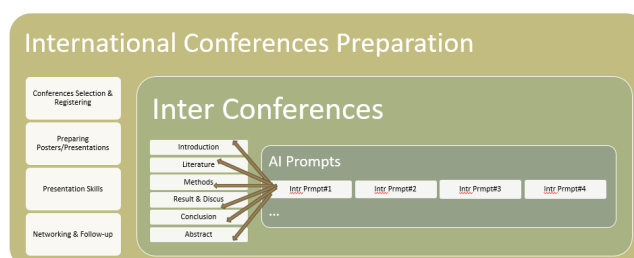 International Conferences Preparation
Conferences Selection &
Registering
Preparing
Posters/Presentations
Presentation Skills
Networking & Follow-up
Inter Conferences
Introduction
Literature
Methods
Result & Discus
Conclusion
Abstract
AI Prompts
Intr Prmpt#1
Intr Prmpt#2
Intr Prmpt#3
Intr Prmpt#4
...